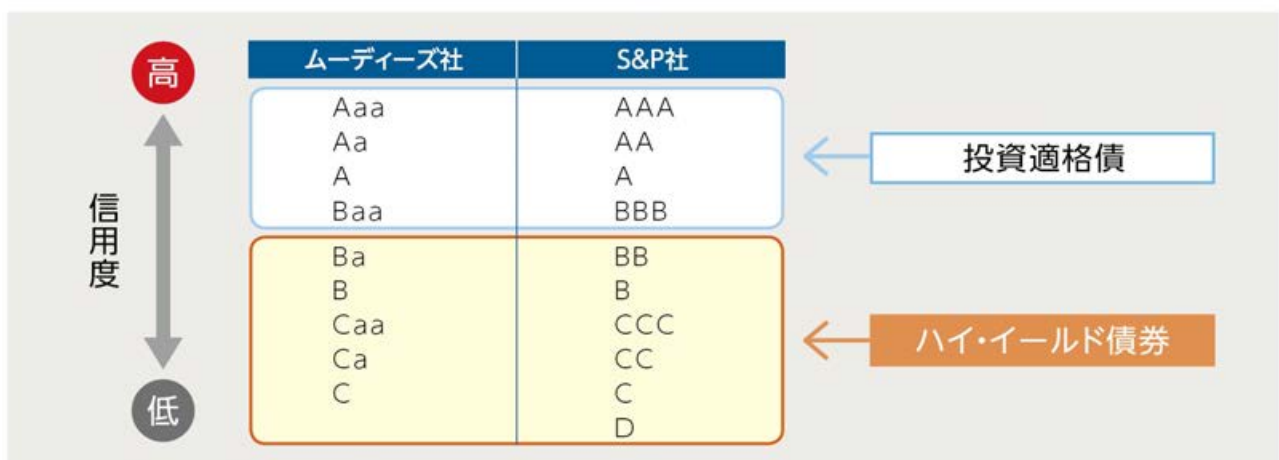 高
信用度
低
ムーディーズ社 S&P社
Aaa AAA
Aa AA
A A
Baa BBB
投資適格債
Ba BB
B B
Caa CCC
Ca CC
C C
D
ハイ・イールド債券